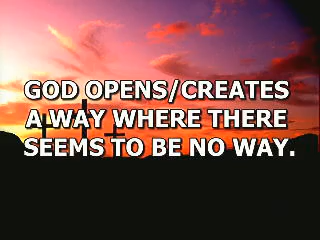 GOD OPENS/CREATES
A WAY WHERE THERE
SEEMS TO BE NO WAY.